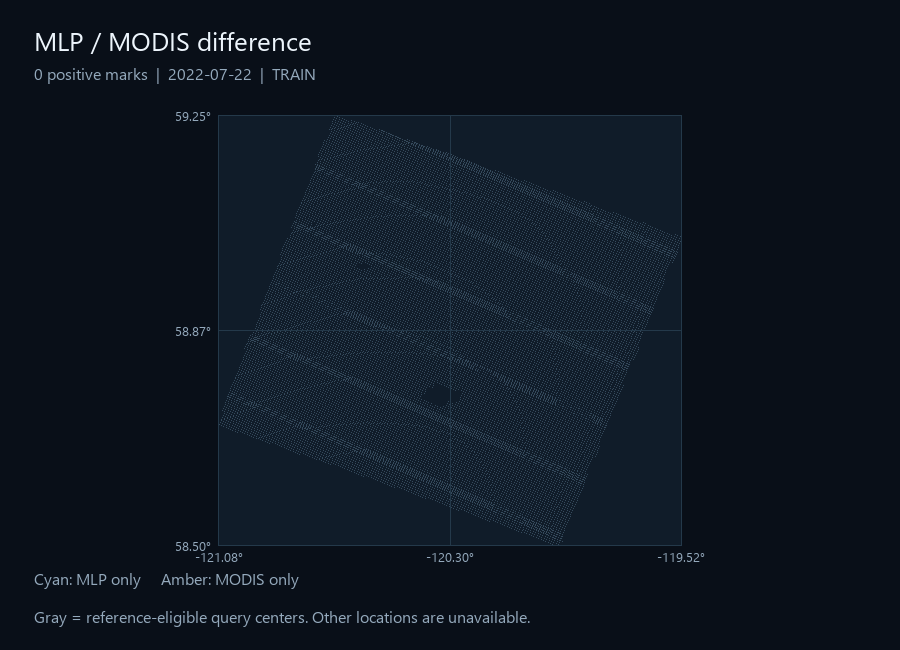 MLP / MODIS difference
0 positive marks | 2022-07-22 | TRAIN
59.25°
58.87°
58.50°
-121.08°
-120.30°
-119.52°
Cyan: MLP only Amber: MODIS only
Gray = reference-eligible query centers. Other locations are unavailable.